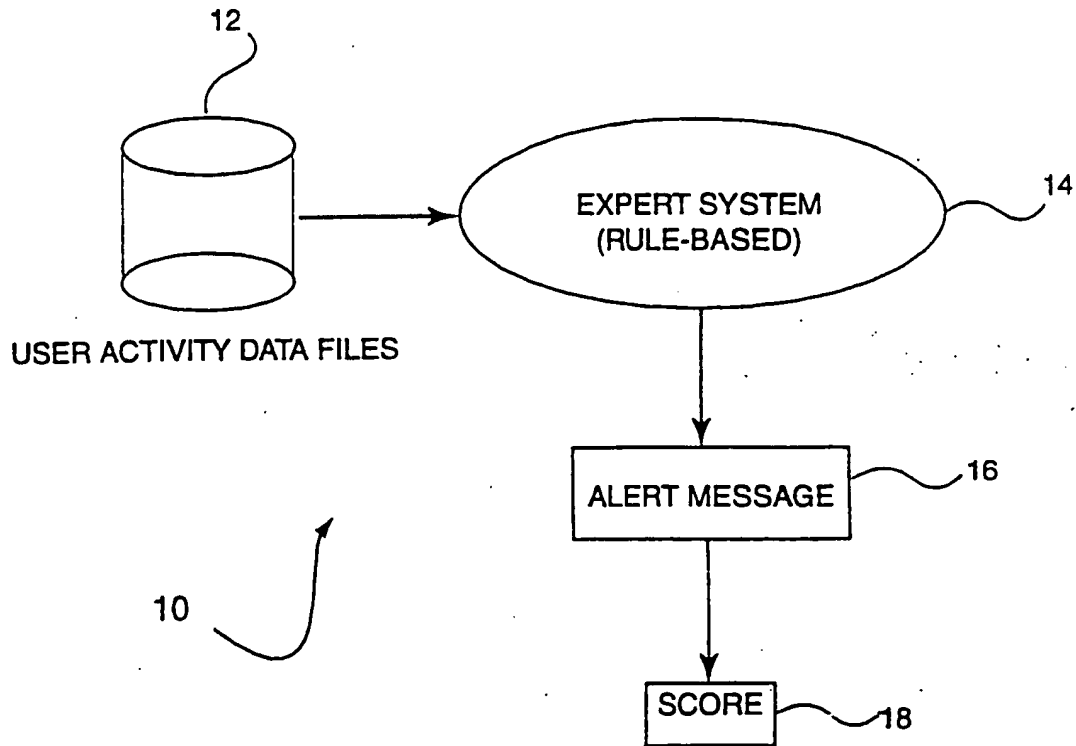 12
EXPERT SYSTEM
(RULE-BASED)
14
USER ACTIVITY DATA FILES
ALERT MESSAGE
16
10
SCORE
18